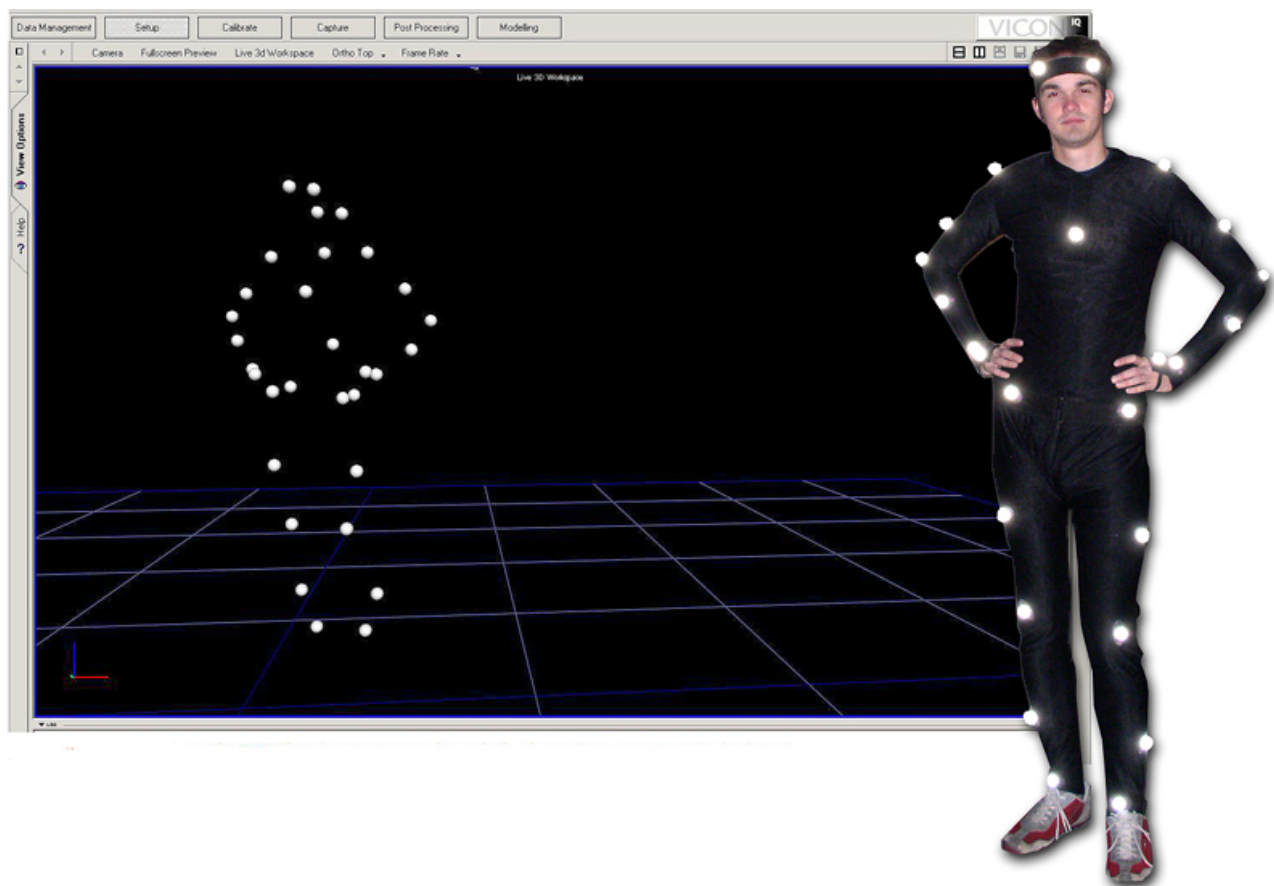 Data Management Setup Calibrate Capture Post Processing Modelling
VICON IQ
Camera Fullscreen Preview Live 3d Workspace Ortho Top Frame Rate
Live 3D Workspace
View Options
Help ?